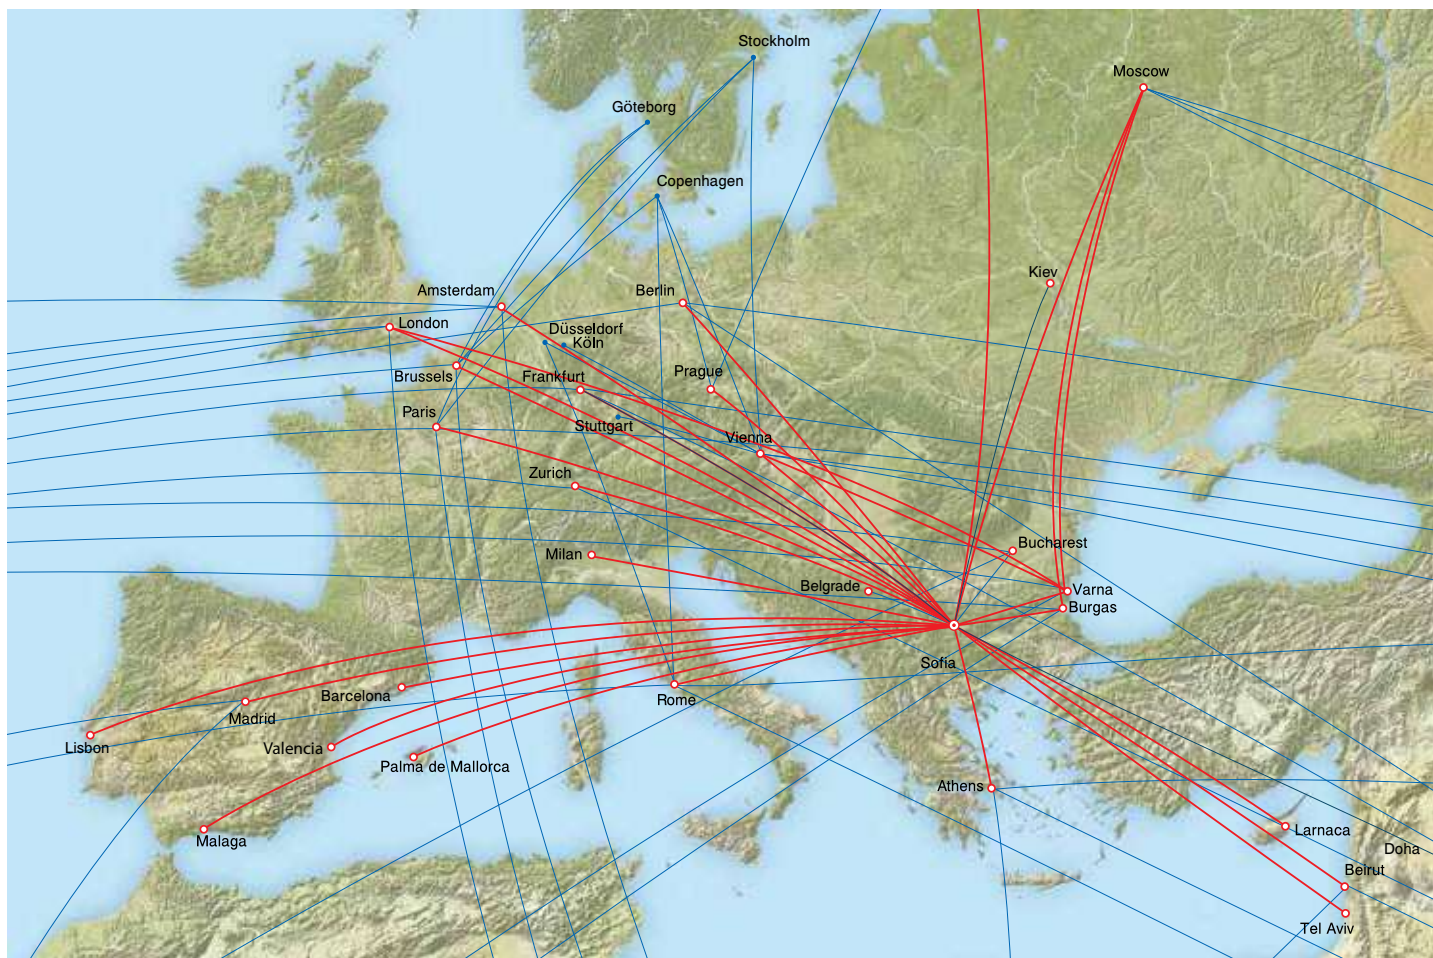 Stockholm
Moscow
Göteborg
Copenhagen
Kiev
Amsterdam
Berlin
London
Düsseldorf
Köln
Brussels
Frankfurt
Prague
Paris
Stuttgart
Vienna
Zurich
Milan
Bucharest
Belgrade
Varna
Burgas
Sofia
Barcelona
Rome
Madrid
Lisbon
Valencia
Palma de Mallorca
Athens
Malaga
Larnaca
Doha
Beirut
Tel Aviv